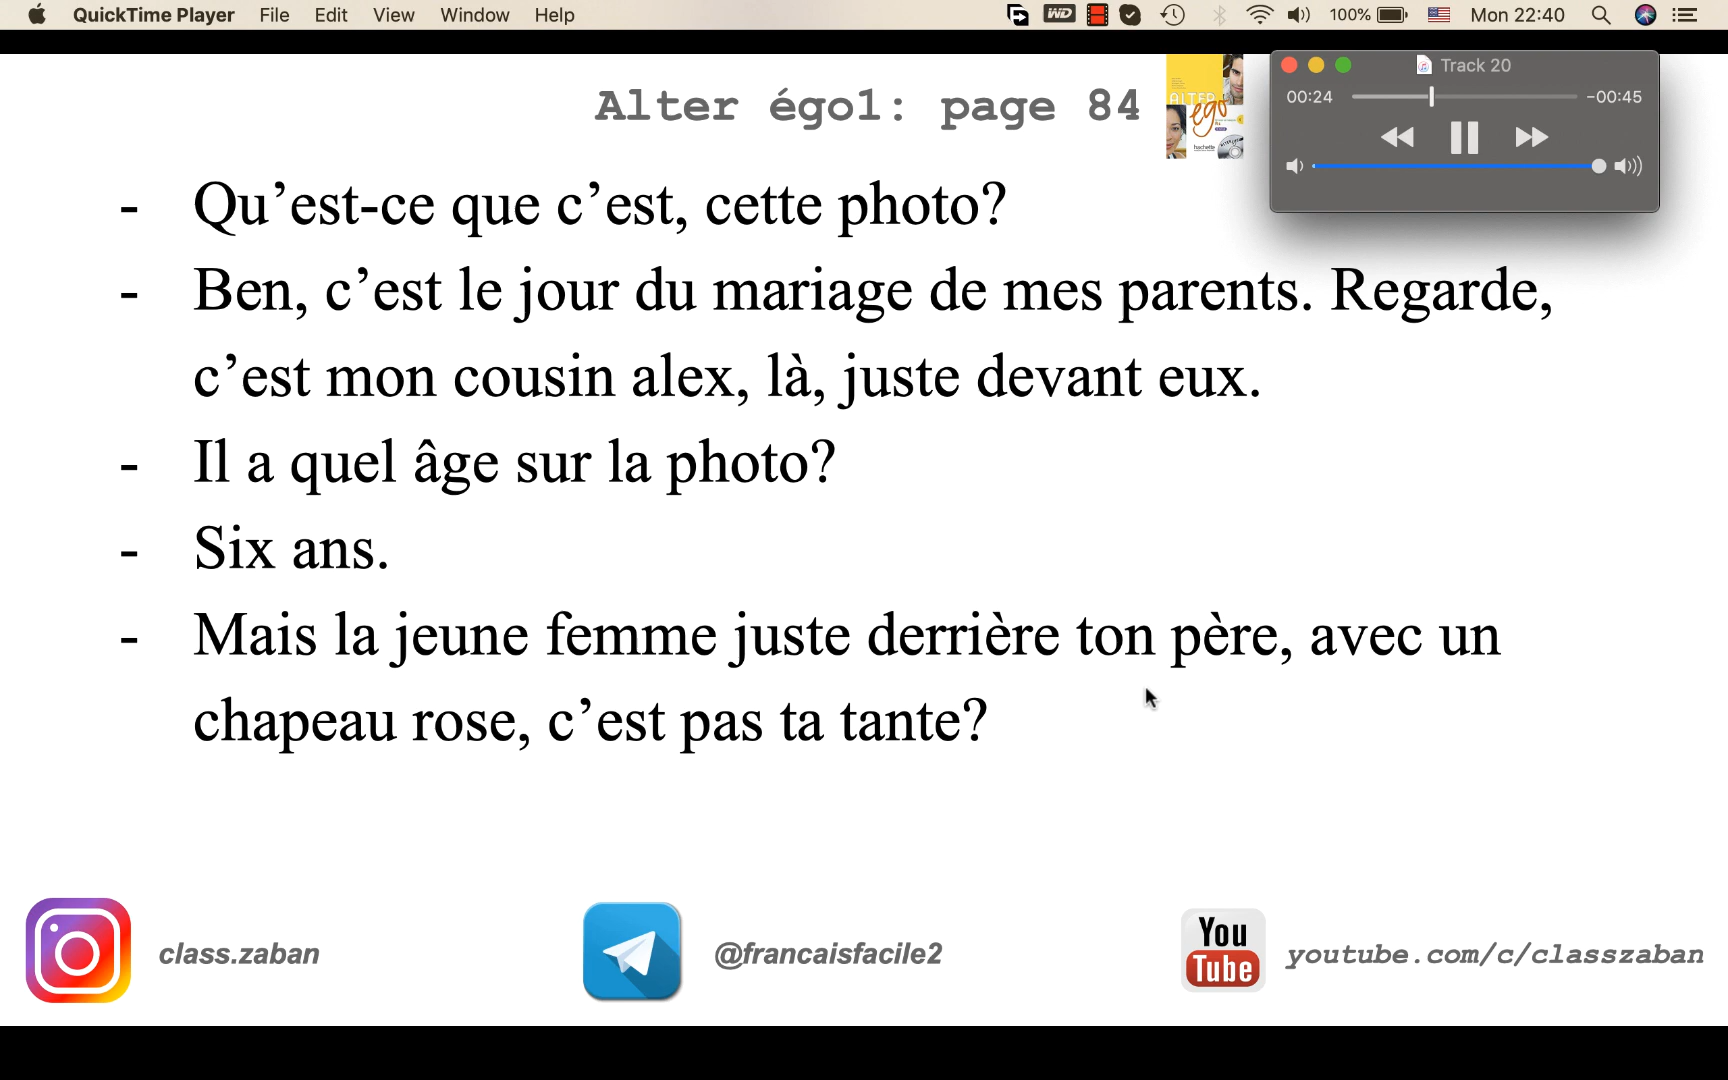 QuickTime Player File Edit View Window Help WD 100% Mon 22:40
Track 20
00:24 -00:45
Alter égo1: page 84
ALTER
ego
hachette
- Qu’est-ce que c’est, cette photo?
- Ben, c’est le jour du mariage de mes parents. Regarde,
c’est mon cousin alex, là, juste devant eux.
- Il a quel âge sur la photo?
- Six ans.
- Mais la jeune femme juste derrière ton père, avec un
chapeau rose, c’est pas ta tante?
class.zaban
@francaisfacile2
You
Tube
youtube.com/c/classzaban